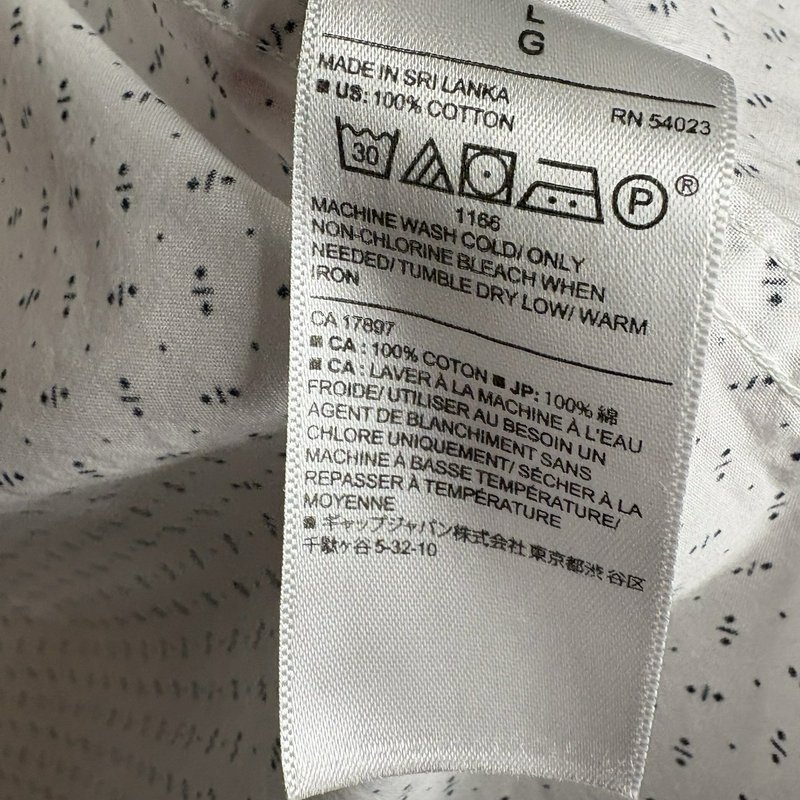 L
G
MADE IN SRI LANKA
US: 100% COTTON RN 54023
30 P ®
1166
MACHINE WASH COLD/ ONLY
NON-CHLORINE BLEACH WHEN
NEEDED/ TUMBLE DRY LOW/ WARM
IRON
CA 17897
■ CA : 100% COTON ■ JP: 100% 綿
■ CA : LAVER À LA MACHINE À L'EAU
FROIDE/ UTILISER AU BESOIN UN
AGENT DE BLANCHIMENT SANS
CHLORE UNIQUEMENT/ SÉCHER À LA
MACHINE À BASSE TEMPÉRATURE/
REPASSER À TEMPÉRATURE
MOYENNE
■ ギャップジャパン株式会社 東京都渋谷区
千駄ヶ谷 5-32-10